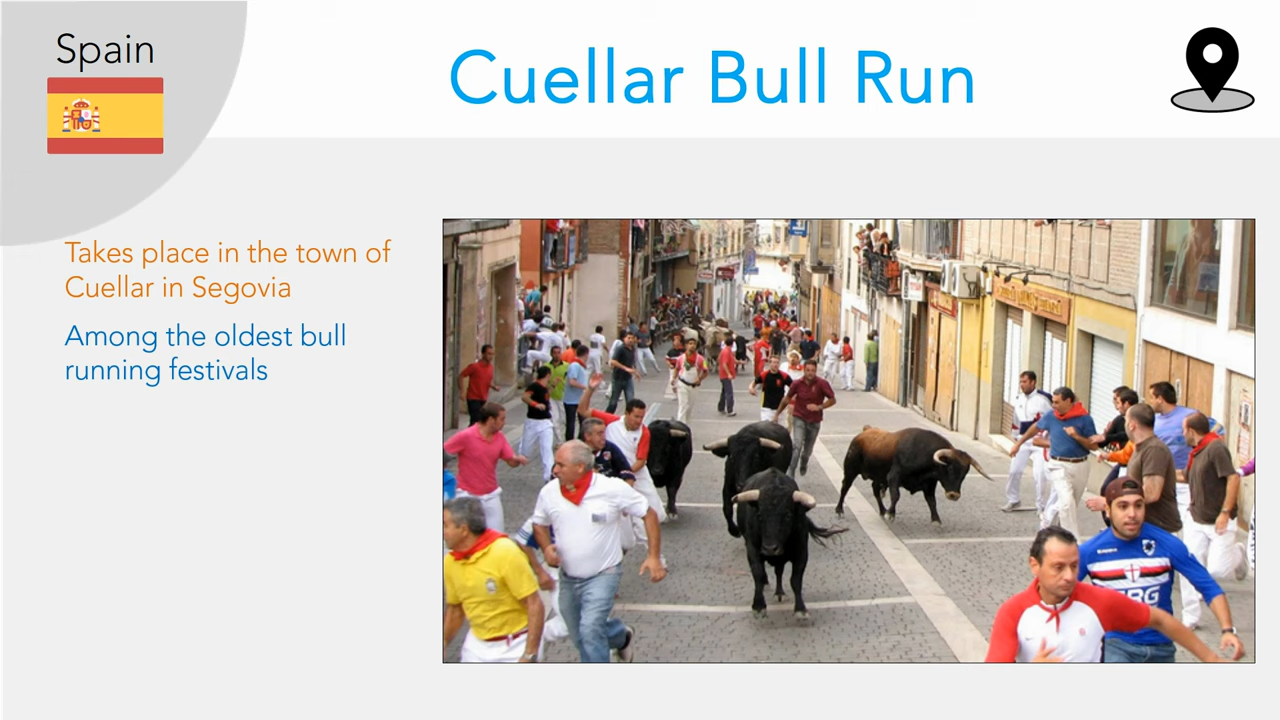 Spain
Cuellar Bull Run
Takes place in the town of
Cuellar in Segovia
Among the oldest bull
running festivals